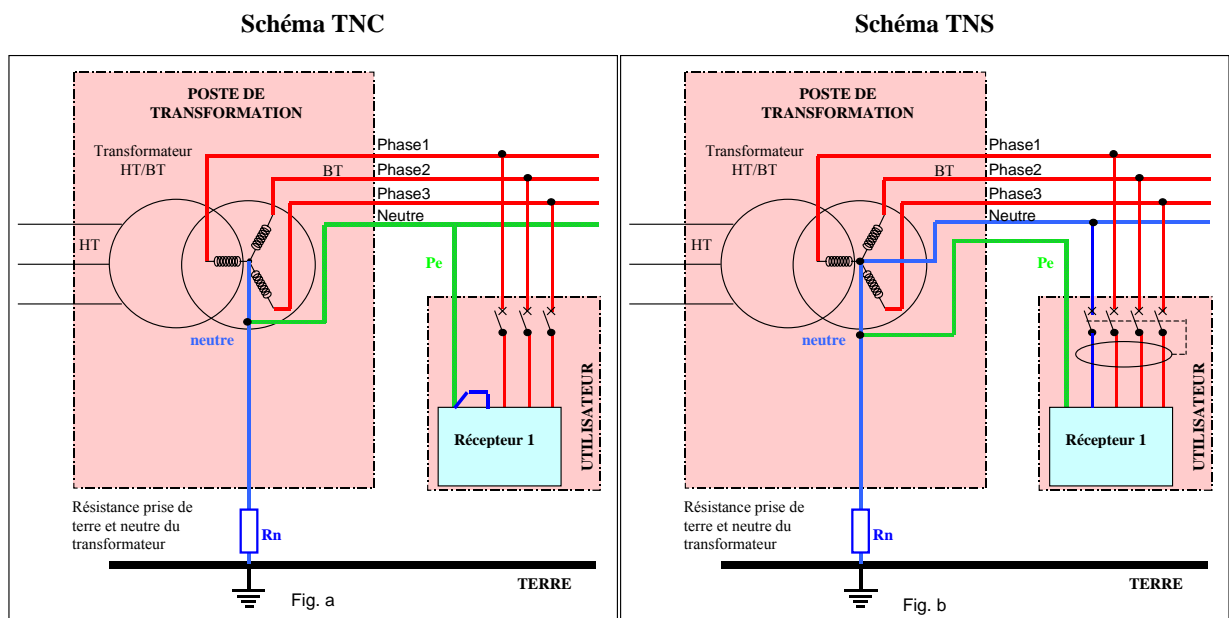 Schéma TNC
POSTE DE
TRANSFORMATION
Transformateur
HT/BT
BT
Phase1
Phase2
Phase3
Neutre
HT
Pe
neutre
UTILISATEUR
Récepteur 1
Résistance prise de
terre et neutre du
transformateur
Rn
TERRE
Fig. a
Schéma TNS
POSTE DE
TRANSFORMATION
Transformateur
HT/BT
BT
Phase1
Phase2
Phase3
Neutre
HT
Pe
neutre
UTILISATEUR
Récepteur 1
Résistance prise de
terre et neutre du
transformateur
Rn
TERRE
Fig. b